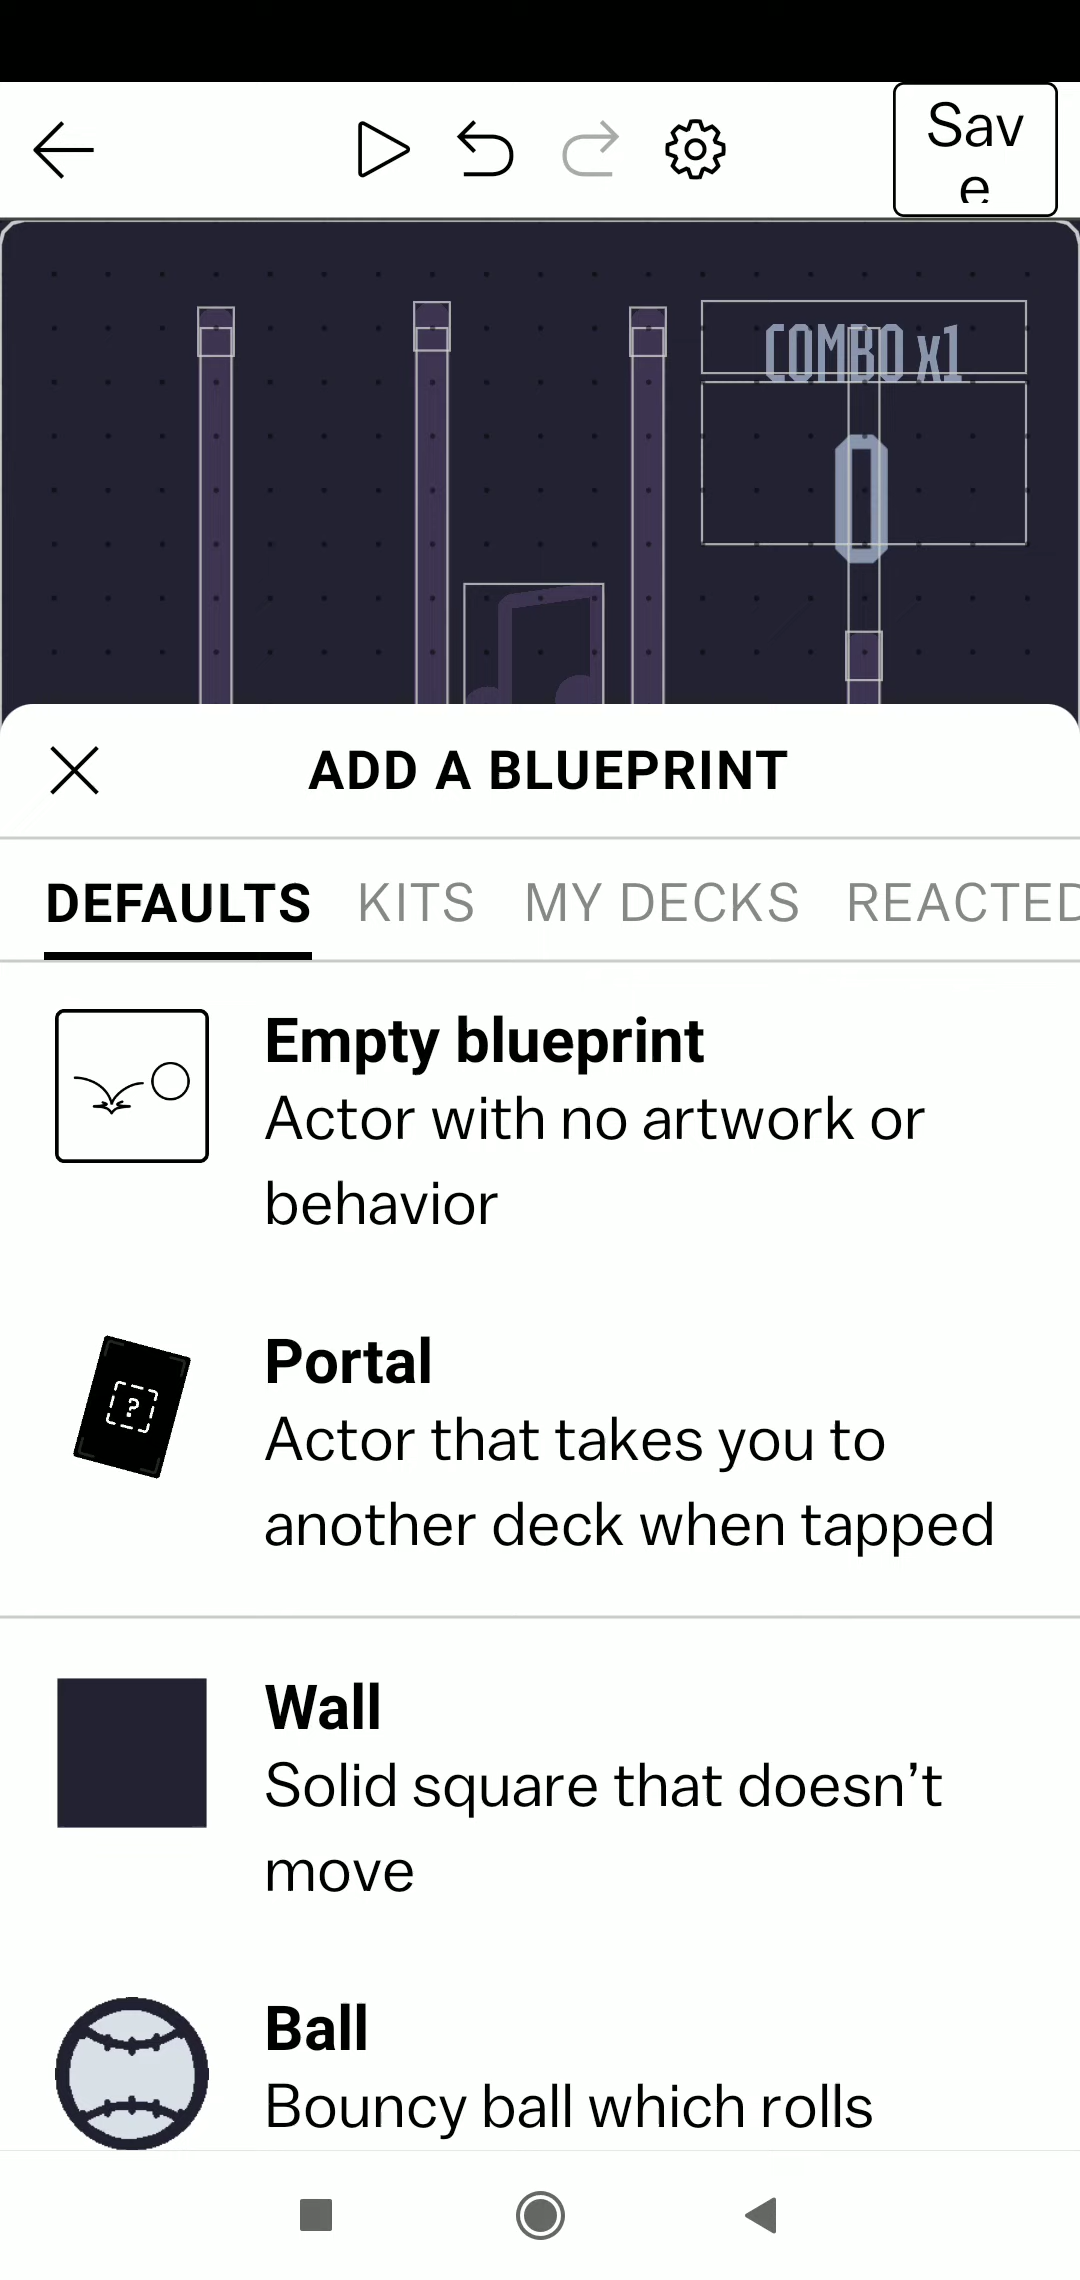 Sav
e
COMBO x1
0
ADD A BLUEPRINT
DEFAULTS KITS MY DECKS REACTED
Empty blueprint
Actor with no artwork or
behavior
?
Portal
Actor that takes you to
another deck when tapped
Wall
Solid square that doesn’t
move
Ball
Bouncy ball which rolls